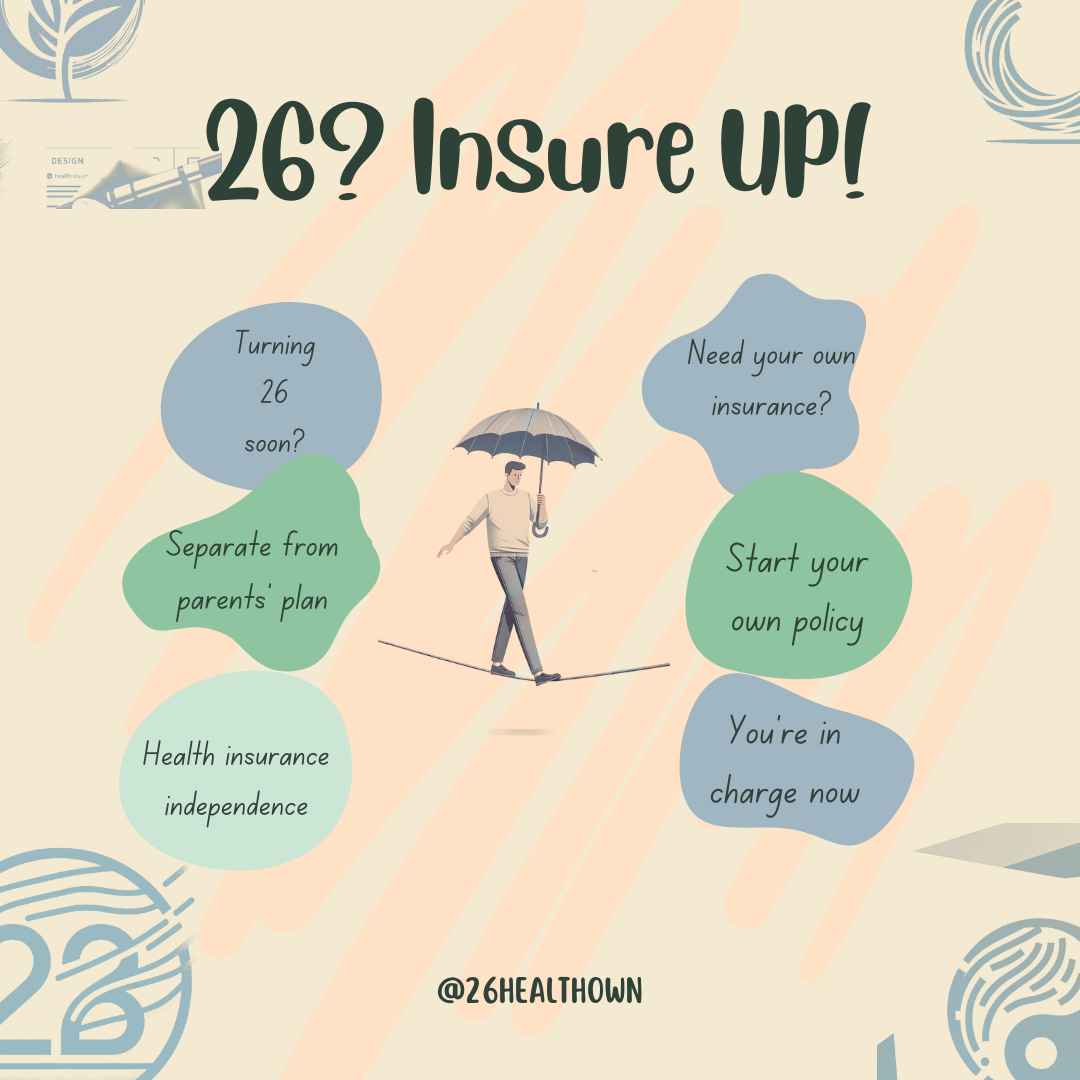 26? Insure UP!
DESIGN
Turning
26
soon?
Need your own
insurance?
Separate from
parents' plan
Start your
own policy
Health insurance
independence
You're in
charge now
@26HEALTHOWN